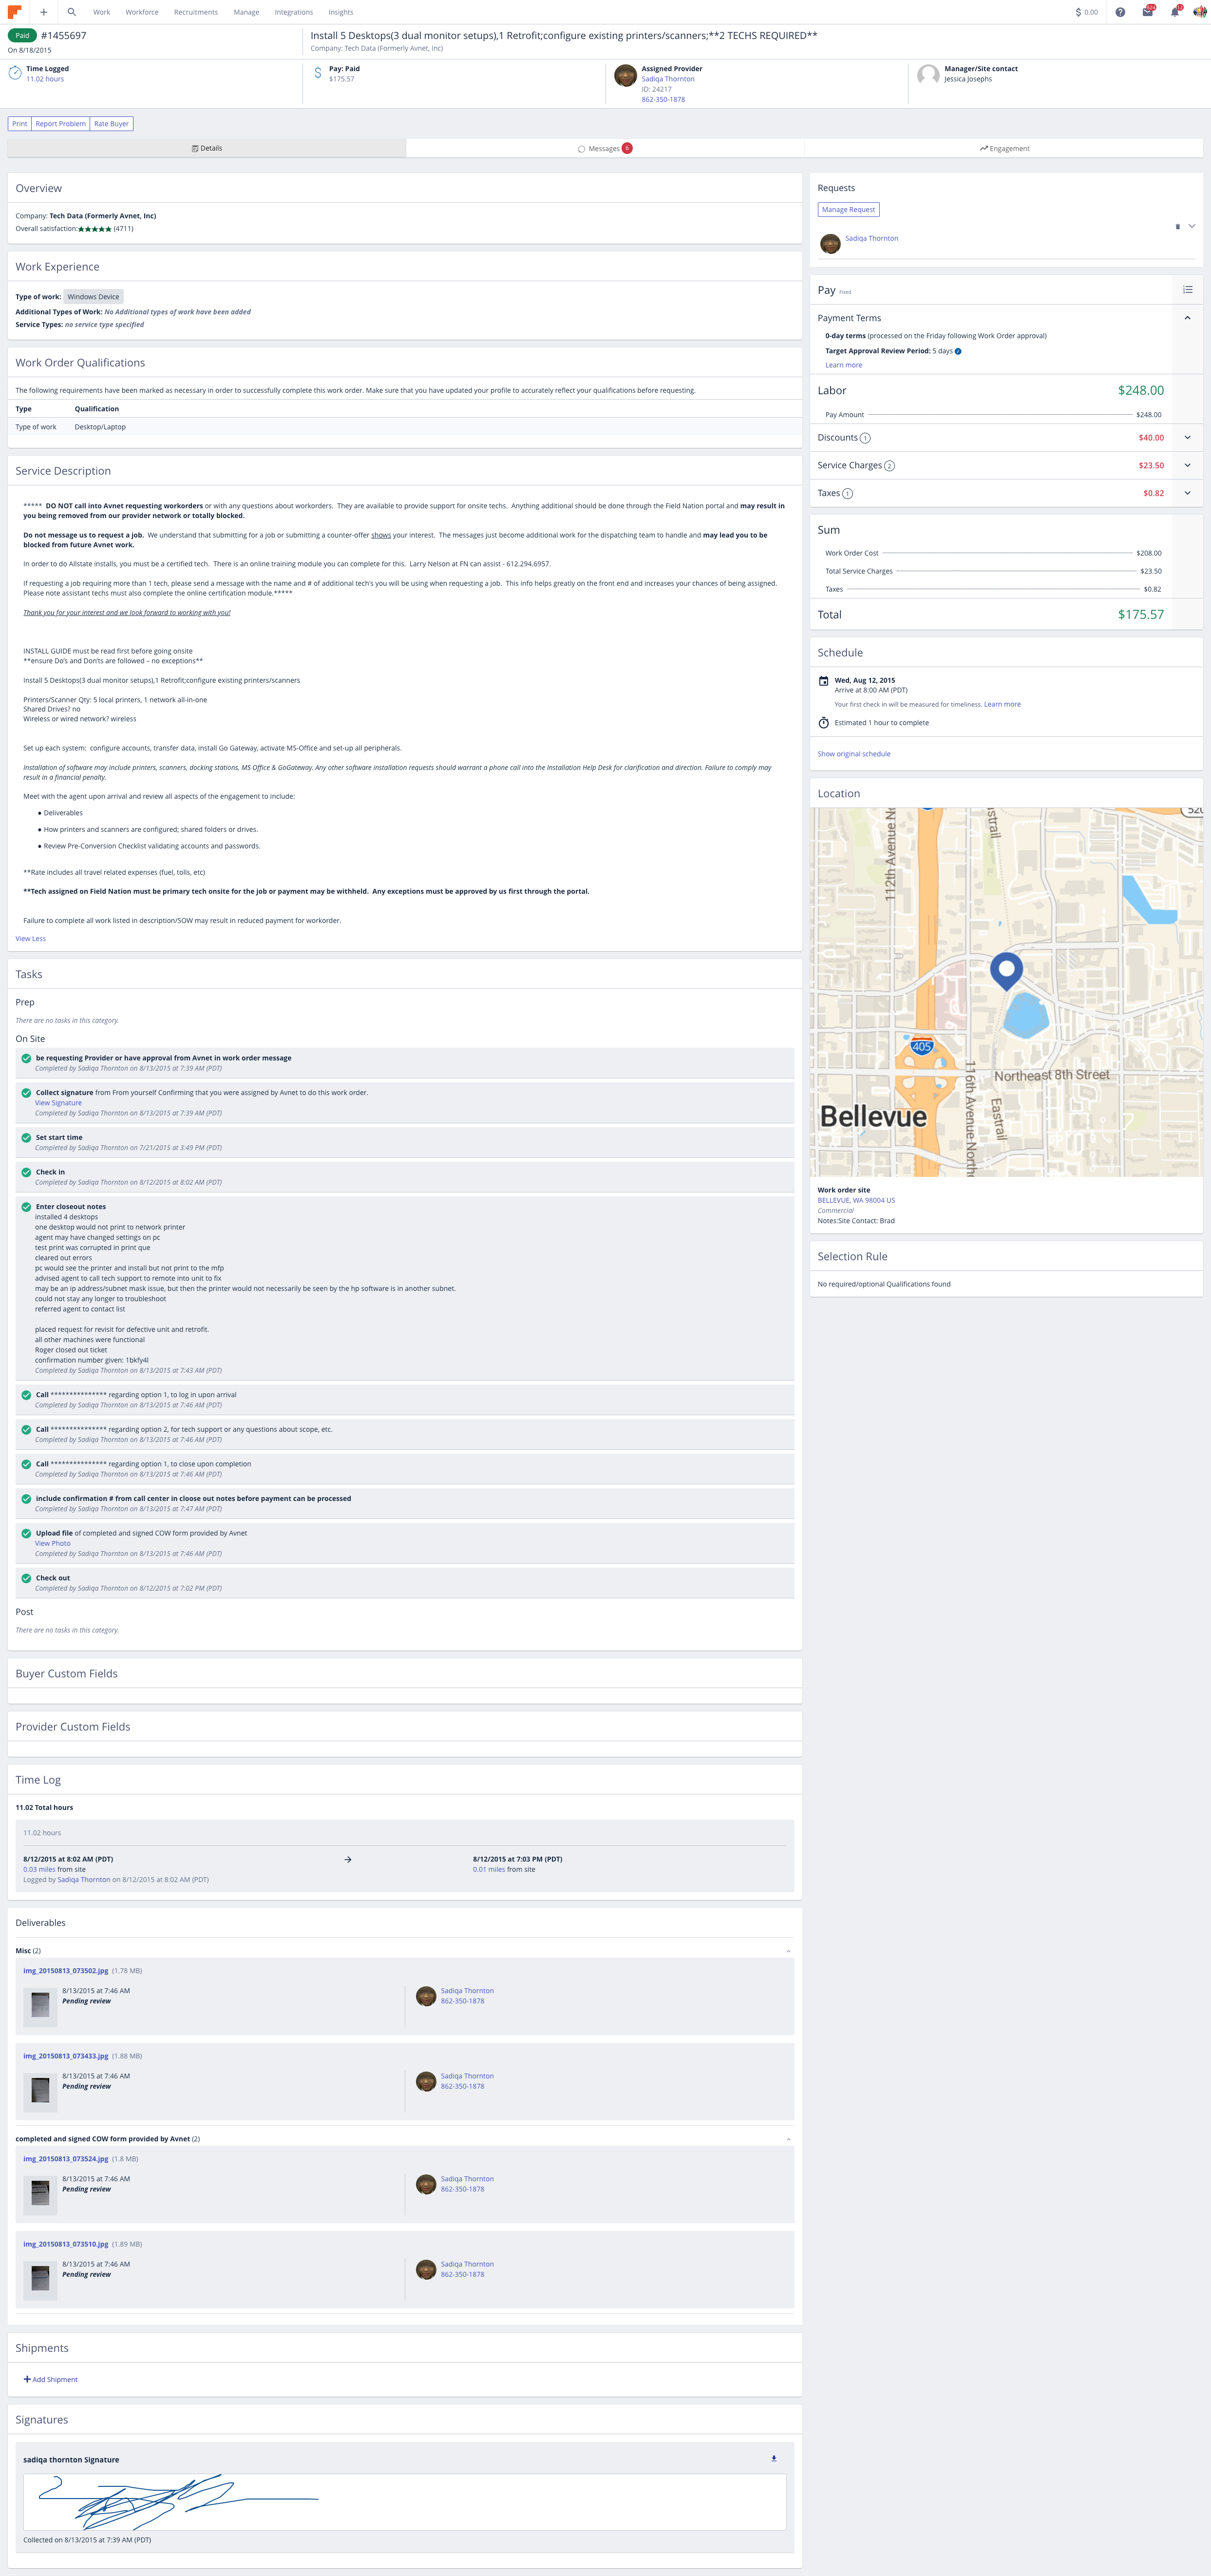 Work
Workforce
Recruitments
Manage
Integrations
Insights
0.00
Paid
#1455697
On 8/18/2015
Install 5 Desktops(3 dual monitor setups),1 Retrofit;configure existing printers/scanners;**2 TECHS REQUIRED**
Company: Tech Data (Formerly Avnet, Inc)
Time Logged
11.02 hours
Pay: Paid
$175.57
Assigned Provider
Sadiqa Thornton
ID: 24217
862-350-1878
Manager/Site contact
Jessica Josephs
Print
Report Problem
Rate Buyer
Details
Messages 6
Engagement
Overview
Company: Tech Data (Formerly Avnet, Inc)
Overall satisfaction:★★★★★ (4711)
Work Experience
Type of work: Windows Device
Additional Types of Work: No Additional types of work have been added
Service Types: no service type specified
Work Order Qualifications
The following requirements have been marked as necessary in order to successfully complete this work order. Make sure that you have updated your profile to accurately reflect your qualifications before requesting.
Type Qualification
Type of work Desktop/Laptop
Service Description
***** DO NOT call into Avnet requesting workorders or with any questions about workorders. They are available to provide support for onsite techs. Anything additional should be done through the Field Nation portal and may result in
you being removed from our provider network or totally blocked.
Do not message us to request a job. We understand that submitting for a job or submitting a counter-offer shows your interest. The messages just become additional work for the dispatching team to handle and may lead you to be
blocked from future Avnet work.
In order to do Allstate installs, you must be a certified tech. There is an online training module you can complete for this. Larry Nelson at FN can assist - 612.294.6957.
If requesting a job requiring more than 1 tech, please send a message with the name and # of additional tech's you will be using when requesting a job. This info helps greatly on the front end and increases your chances of being assigned.
Please note assistant techs must also complete the online certification module.*****
Thank you for your interest and we look forward to working with you!
INSTALL GUIDE must be read first before going onsite
**ensure Do's and Don'ts are followed – no exceptions**
Install 5 Desktops(3 dual monitor setups),1 Retrofit;configure existing printers/scanners
Printers/Scanner Qty: 5 local printers, 1 network all-in-one
Shared Drives? no
Wireless or wired network? wireless
Set up each system: configure accounts, transfer data, install Go Gateway, activate MS-Office and set-up all peripherals.
Installation of software may include printers, scanners, docking stations, MS Office & GoGateway. Any other software installation requests should warrant a phone call into the Installation Help Desk for clarification and direction. Failure to comply may
result in a financial penalty.
Meet with the agent upon arrival and review all aspects of the engagement to include:
● Deliverables
● How printers and scanners are configured; shared folders or drives.
● Review Pre-Conversion Checklist validating accounts and passwords.
**Rate includes all travel related expenses (fuel, tolls, etc)
**Tech assigned on Field Nation must be primary tech onsite for the job or payment may be withheld. Any exceptions must be approved by us first through the portal.
Failure to complete all work listed in description/SOW may result in reduced payment for workorder.
View Less
Tasks
Prep
There are no tasks in this category.
On Site
be requesting Provider or have approval from Avnet in work order message
Completed by Sadiqa Thornton on 8/13/2015 at 7:39 AM (PDT)
Collect signature from From yourself Confirming that you were assigned by Avnet to do this work order.
View Signature
Completed by Sadiqa Thornton on 8/13/2015 at 7:39 AM (PDT)
Set start time
Completed by Sadiqa Thornton on 7/21/2015 at 3:49 PM (PDT)
Check in
Completed by Sadiqa Thornton on 8/12/2015 at 8:02 AM (PDT)
Enter closeout notes
installed 4 desktops
one desktop would not print to network printer
agent may have changed settings on pc
test print was corrupted in print que
cleared out errors
pc would see the printer and install but not print to the mfp
advised agent to call tech support to remote into unit to fix
may be an ip address/subnet mask issue, but then the printer would not necessarily be seen by the hp software is in another subnet.
could not stay any longer to troubleshoot
referred agent to contact list
placed request for revisit for defective unit and retrofit.
all other machines were functional
Roger closed out ticket
confirmation number given: 1bkfy4l
Completed by Sadiqa Thornton on 8/13/2015 at 7:43 AM (PDT)
Call *************** regarding option 1, to log in upon arrival
Completed by Sadiqa Thornton on 8/13/2015 at 7:46 AM (PDT)
Call *************** regarding option 2, for tech support or any questions about scope, etc.
Completed by Sadiqa Thornton on 8/13/2015 at 7:46 AM (PDT)
Call *************** regarding option 1, to close upon completion
Completed by Sadiqa Thornton on 8/13/2015 at 7:46 AM (PDT)
include confirmation # from call center in cloose out notes before payment can be processed
Completed by Sadiqa Thornton on 8/13/2015 at 7:47 AM (PDT)
Upload file of completed and signed COW form provided by Avnet
View Photo
Completed by Sadiqa Thornton on 8/13/2015 at 7:46 AM (PDT)
Check out
Completed by Sadiqa Thornton on 8/12/2015 at 7:02 PM (PDT)
Post
There are no tasks in this category.
Buyer Custom Fields
Provider Custom Fields
Time Log
11.02 Total hours
11.02 hours
8/12/2015 at 8:02 AM (PDT)
0.03 miles from site
Logged by Sadiqa Thornton on 8/12/2015 at 8:02 AM (PDT)
8/12/2015 at 7:03 PM (PDT)
0.01 miles from site
Deliverables
Misc (2)
img_20150813_073502.jpg (1.78 MB)
8/13/2015 at 7:46 AM
Pending review
Sadiqa Thornton
862-350-1878
img_20150813_073433.jpg (1.88 MB)
8/13/2015 at 7:46 AM
Pending review
Sadiqa Thornton
862-350-1878
completed and signed COW form provided by Avnet (2)
img_20150813_073524.jpg (1.8 MB)
8/13/2015 at 7:46 AM
Pending review
Sadiqa Thornton
862-350-1878
img_20150813_073510.jpg (1.89 MB)
8/13/2015 at 7:46 AM
Pending review
Sadiqa Thornton
862-350-1878
Shipments
Add Shipment
Signatures
sadiqa thornton Signature
Collected on 8/13/2015 at 7:39 AM (PDT)
Requests
Manage Request
Sadiqa Thornton
Pay Fixed
Payment Terms
0-day terms (processed on the Friday following Work Order approval)
Target Approval Review Period: 5 days
Learn more
Labor $248.00
Pay Amount $248.00
Discounts 1 $40.00
Service Charges 2 $23.50
Taxes 1 $0.82
Sum
Work Order Cost $208.00
Total Service Charges $23.50
Taxes $0.82
Total $175.57
Schedule
Wed, Aug 12, 2015
Arrive at 8:00 AM (PDT)
Your first check in will be measured for timeliness. Learn more
Estimated 1 hour to complete
Show original schedule
Location
520
112th Avenue No
Eastrail
405
Northeast 8th Street
116th Avenue North
Eastrail
Bellevue
Work order site
BELLEVUE, WA 98004 US
Commercial
Notes:Site Contact: Brad
Selection Rule
No required/optional Qualifications found